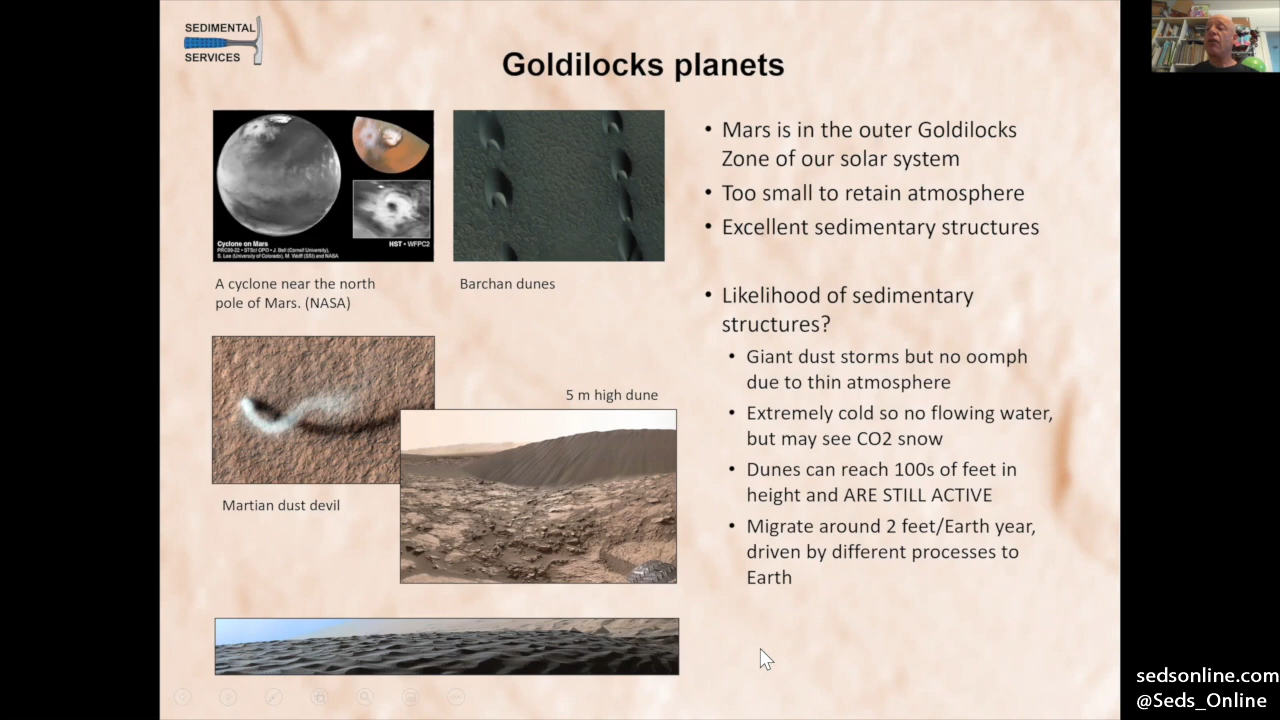 SEDIMENTAL
SERVICES
Goldilocks planets
Cyclone on Mars
PRC99-22 • STScI OPO • J. Bell (Cornell University),
S. Lee (University of Colorado), M. Wolff (SSI) and NASA
HST • WFPC2
A cyclone near the north
pole of Mars. (NASA)
Barchan dunes
Martian dust devil
5 m high dune
• Mars is in the outer Goldilocks
Zone of our solar system
• Too small to retain atmosphere
• Excellent sedimentary structures
• Likelihood of sedimentary
structures?
• Giant dust storms but no oomph
due to thin atmosphere
• Extremely cold so no flowing water,
but may see CO2 snow
• Dunes can reach 100s of feet in
height and ARE STILL ACTIVE
• Migrate around 2 feet/Earth year,
driven by different processes to
Earth
sedsonline.com
@Seds_Online